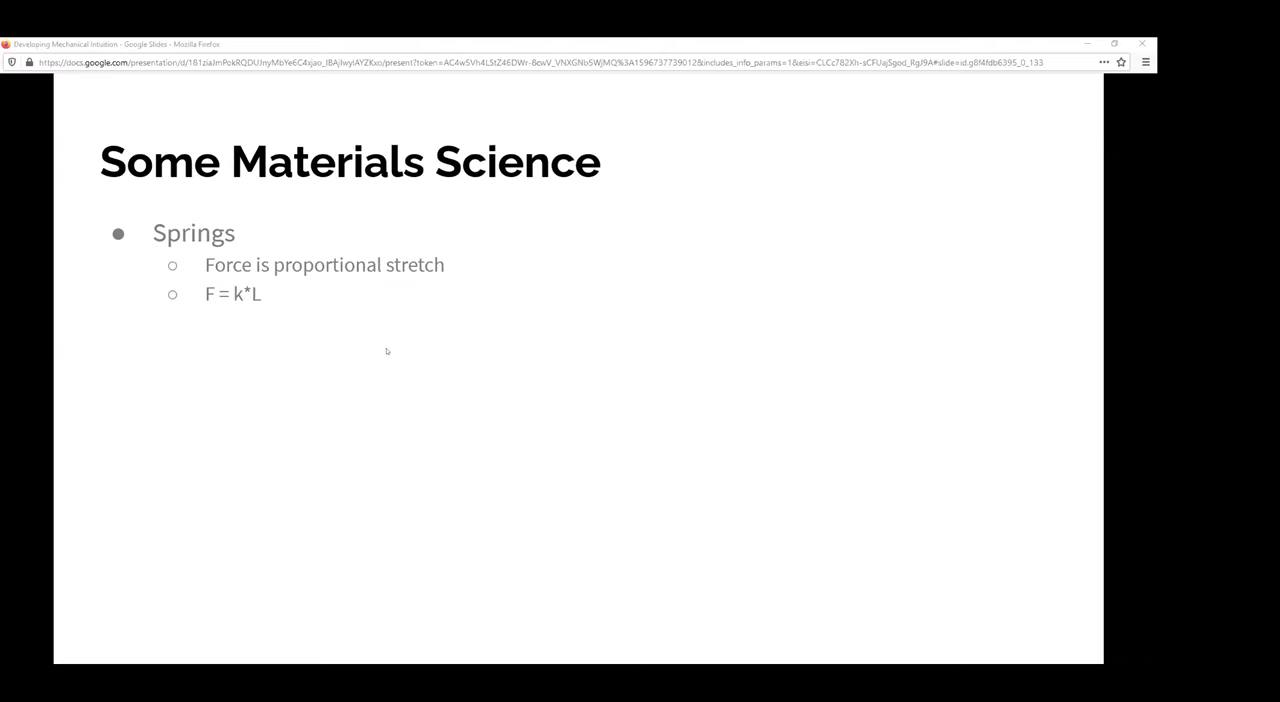 Developing Mechanical Intuition - Google Slides - Mozilla Firefox
Some Materials Science
● Springs
○ Force is proportional stretch
○ F = k*L